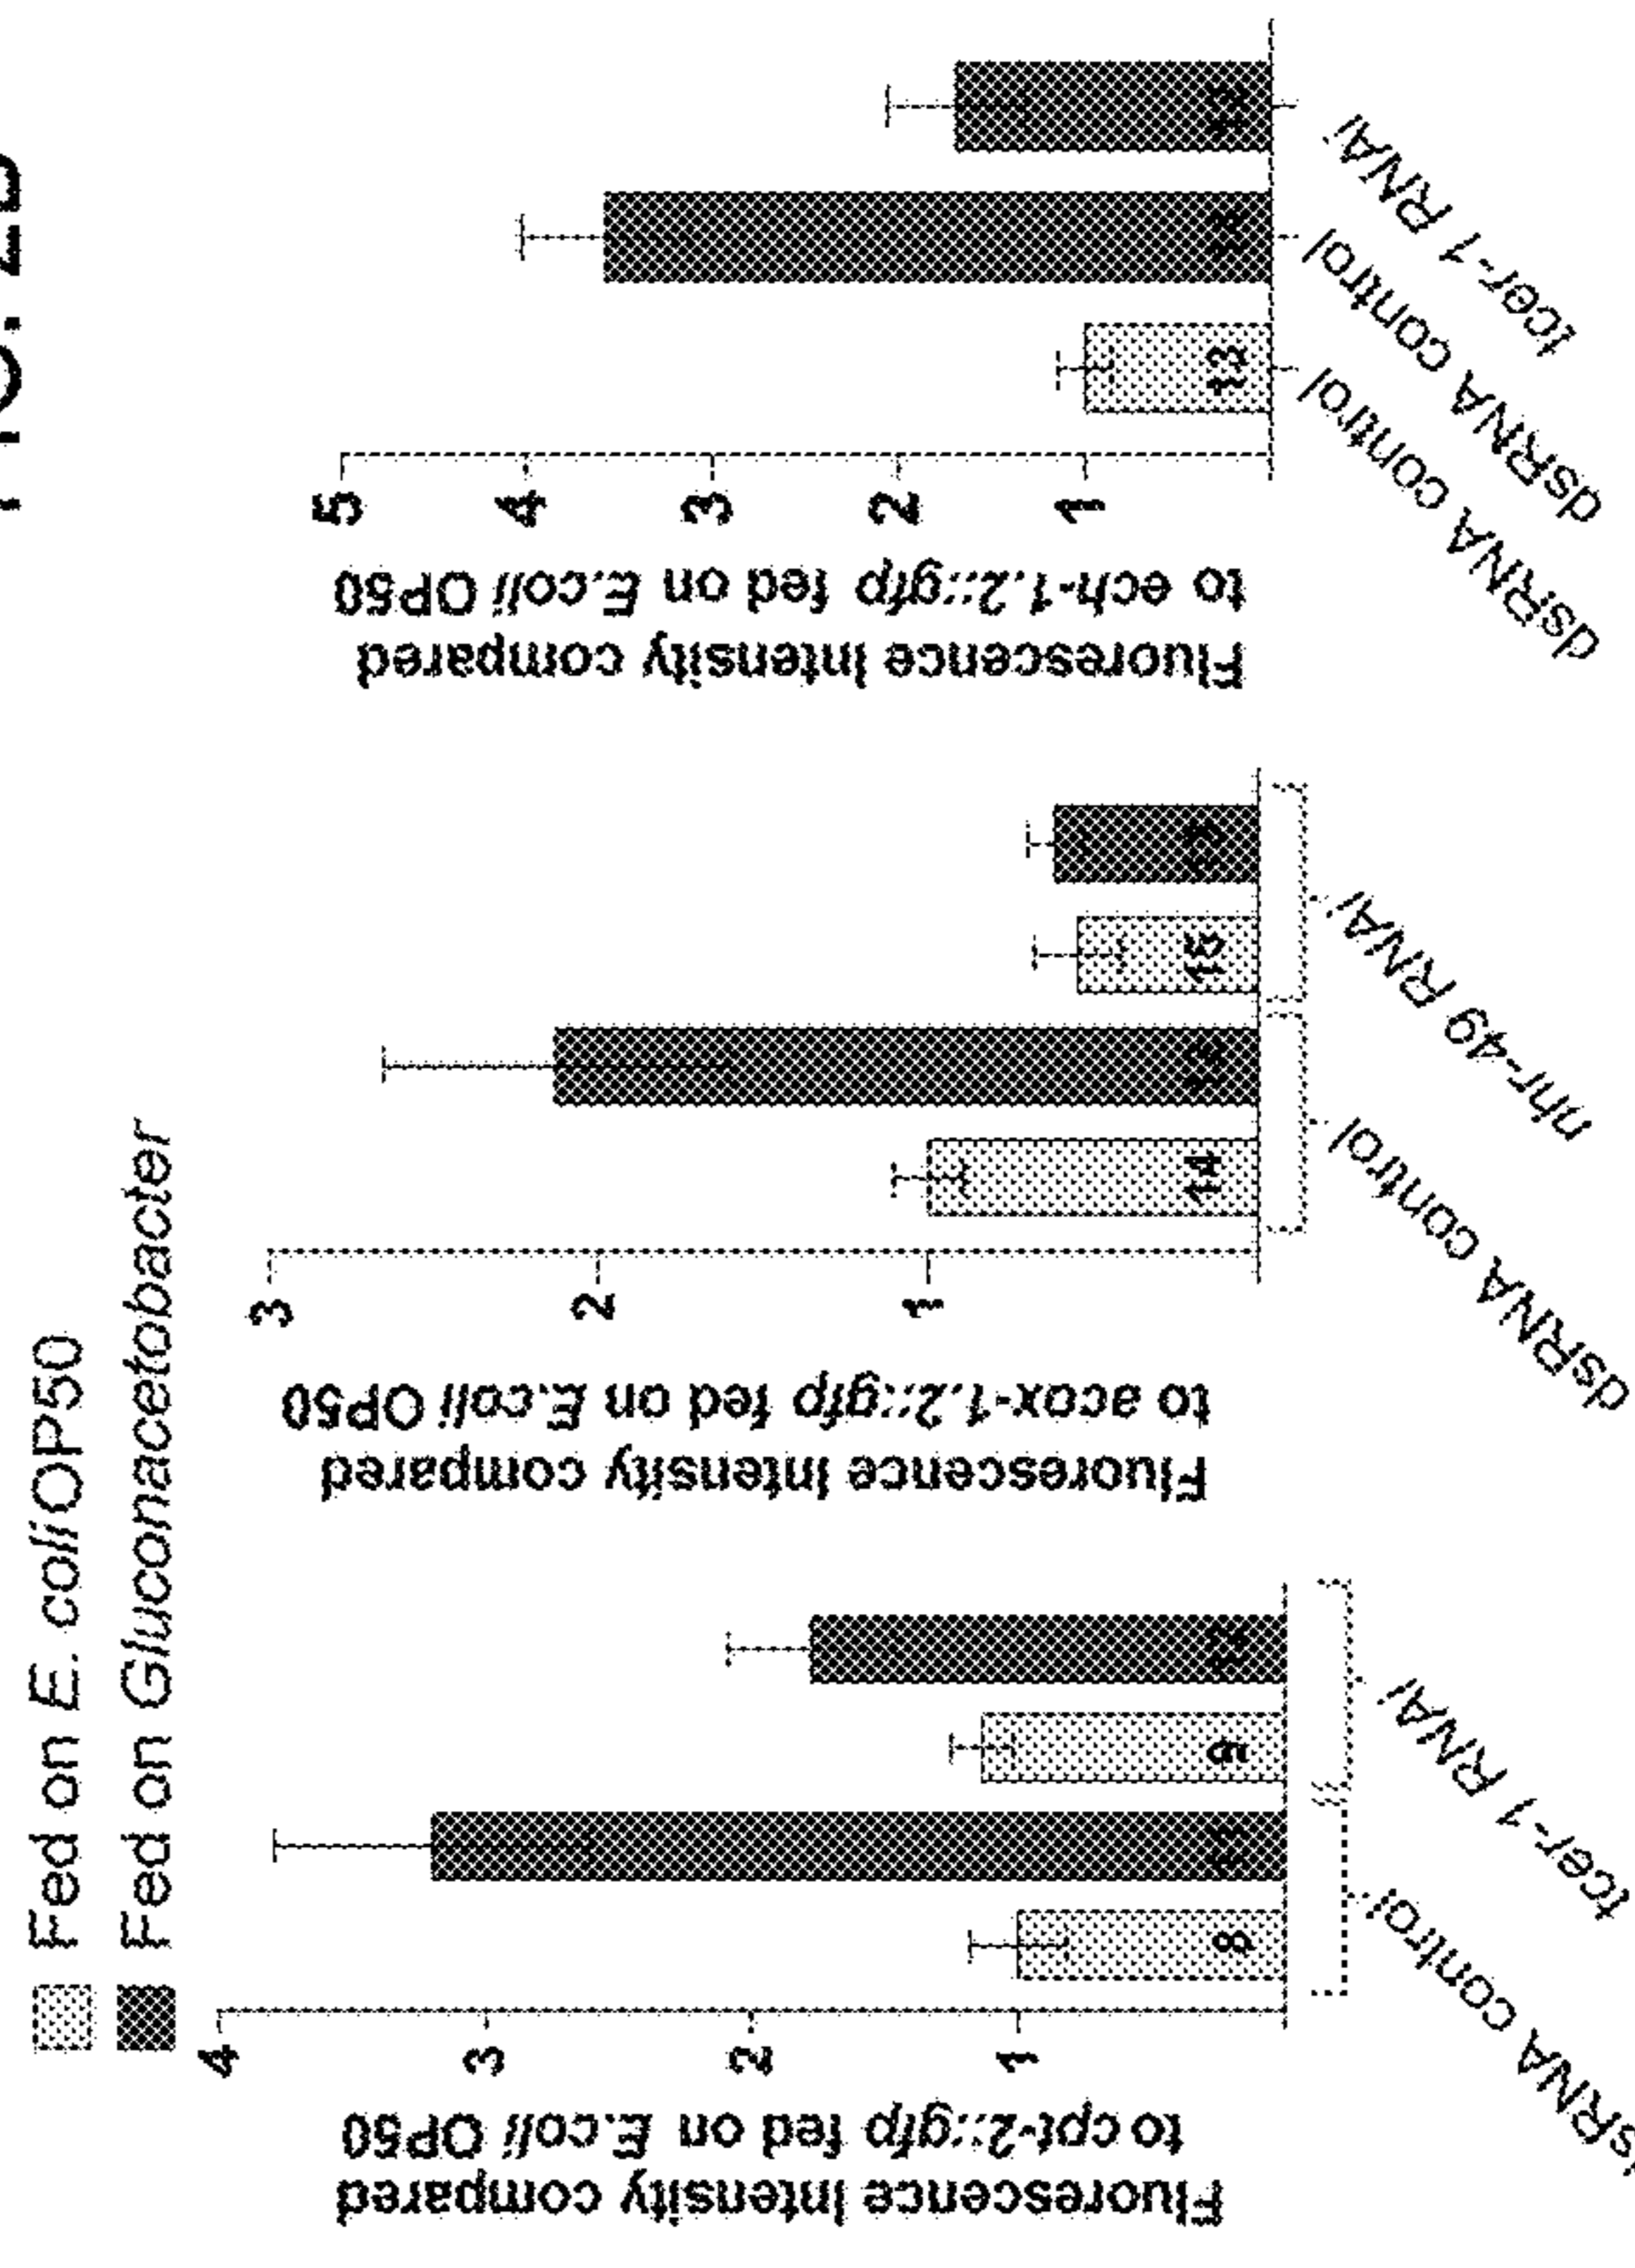 Fed on E. coli OP50
Fed on Gluconacetobacter
Fluorescence intensity compared
to cpt-2::gfp fed on E.coli OP50
4
3
2
1
8
9
12
dsRNA control
tcer-1 RNAi
Fluorescence intensity compared
to acox-1.2::gfp fed on E.coli OP50
3
2
1
14
15
dsRNA control
nhr-49 RNAi
Fluorescence intensity compared
to ech-1.2::gfp fed on E.coli OP50
5
4
3
2
1
13
dsRNA control
dsRNA control
tcer-1 RNAi